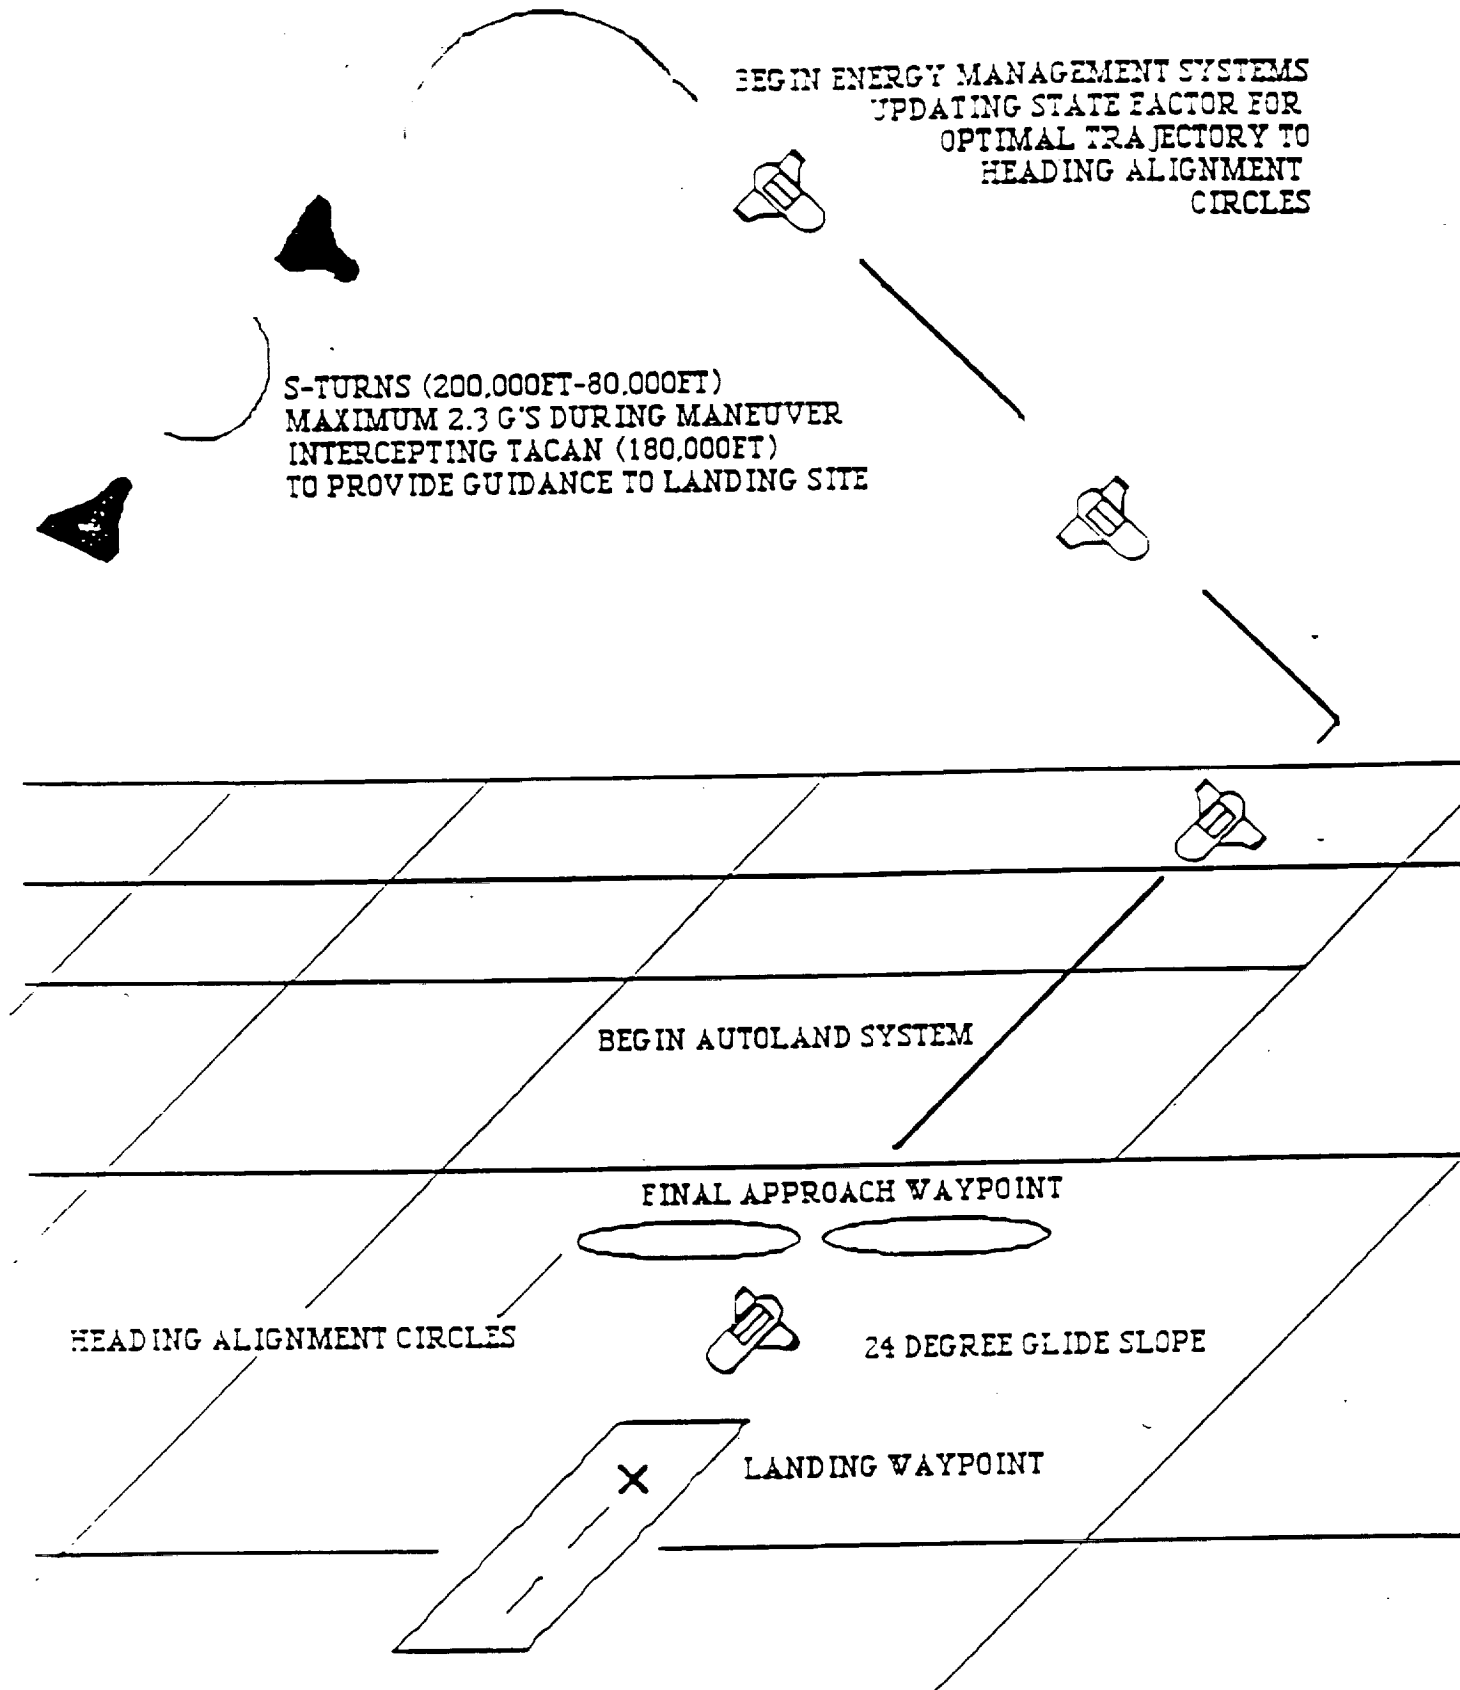 BEGIN ENERGY MANAGEMENT SYSTEMS
UPDATING STATE FACTOR FOR
OPTIMAL TRAJECTORY TO
HEADING ALIGNMENT
CIRCLES
S-TURNS (200,000FT-80,000FT)
MAXIMUM 2.3 G'S DURING MANEUVER
INTERCEPTING TACAN (180,000FT)
TO PROVIDE GUIDANCE TO LANDING SITE
BEGIN AUTOLAND SYSTEM
FINAL APPROACH WAYPOINT
HEADING ALIGNMENT CIRCLES
24 DEGREE GLIDE SLOPE
LANDING WAYPOINT